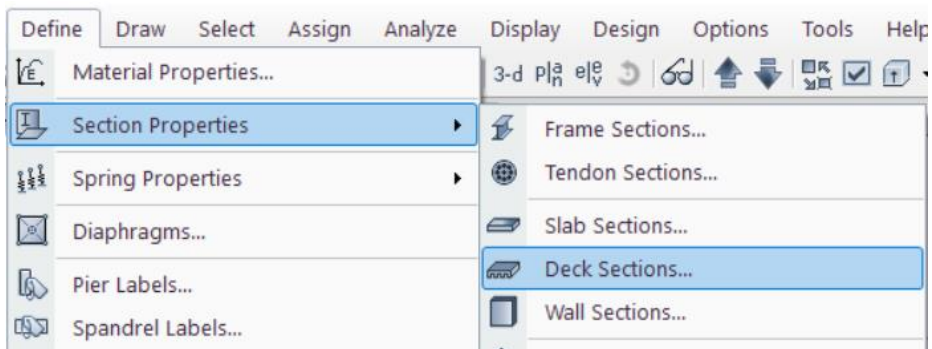 Define Draw Select Assign Analyze Display Design Options Tools Help
3-d
Material Properties...
Section Properties
Spring Properties
Diaphragms...
Pier Labels...
Spandrel Labels...
Frame Sections...
Tendon Sections...
Slab Sections...
Deck Sections...
Wall Sections...